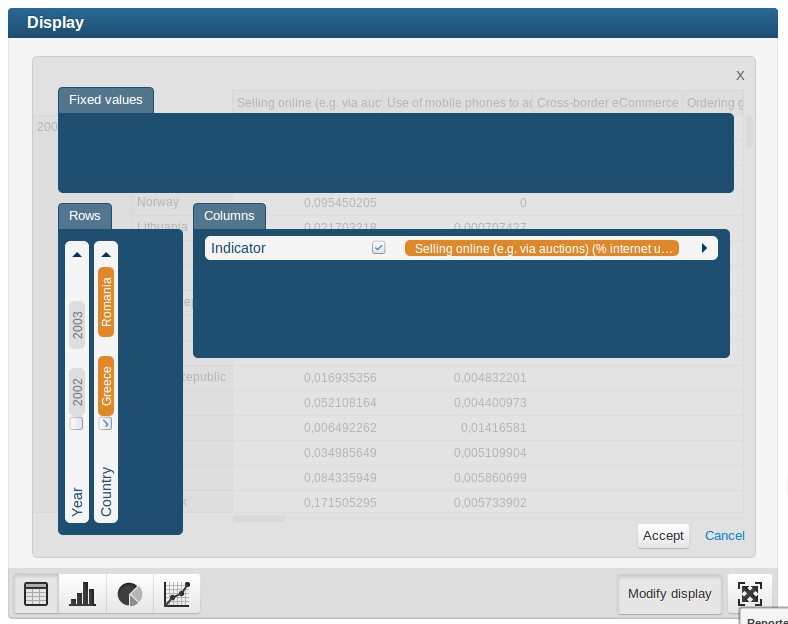 Display
X
Fixed values
Selling online (e.g. via auc Use of mobile phones to ac Cross-border eCommerce Ordering g
200
Norway 0,095450205 0
Lithuania 0,021703218 0,000707427
Rows
Columns
Indicator Selling online (e.g. via auctions) (% internet u...
Year 2002 2003
Country Greece Romania
Republic 0,016935356 0,004832201
0,052108164 0,004400973
0,006492262 0,01416581
0,034985649 0,005109904
0,084335949 0,005860699
0,171505295 0,005733902
Accept Cancel
Modify display
Reporte